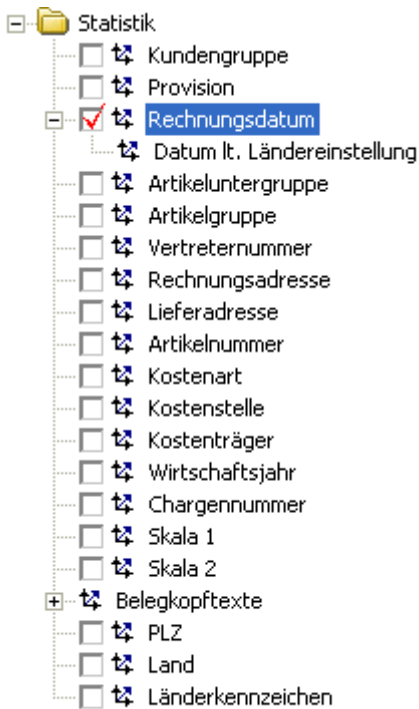 Statistik
Kundengruppe
Provision
Rechnungsdatum
Datum lt. Ländereinstellung
Artikeluntergruppe
Artikelgruppe
Vertreternummer
Rechnungsadresse
Lieferadresse
Artikelnummer
Kostenart
Kostenstelle
Kostenträger
Wirtschaftsjahr
Chargennummer
Skala 1
Skala 2
Belegkopftexte
PLZ
Land
Länderkennzeichen